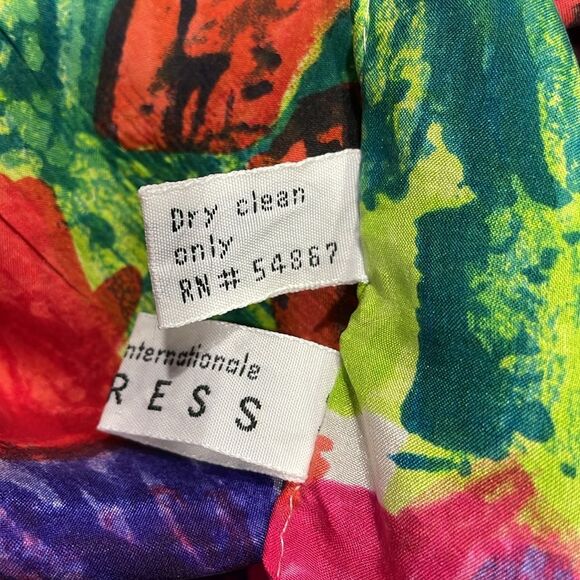 Dry clean
only
RN# 54867
nternationale
RESS